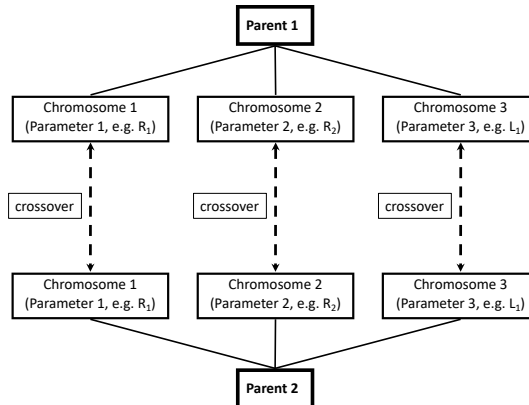 Parent 1
Chromosome 1
(Parameter 1, e.g. R₁)
Chromosome 2
(Parameter 2, e.g. R₂)
Chromosome 3
(Parameter 3, e.g. L₁)
crossover
crossover
crossover
Chromosome 1
(Parameter 1, e.g. R₁)
Chromosome 2
(Parameter 2, e.g. R₂)
Chromosome 3
(Parameter 3, e.g. L₁)
Parent 2